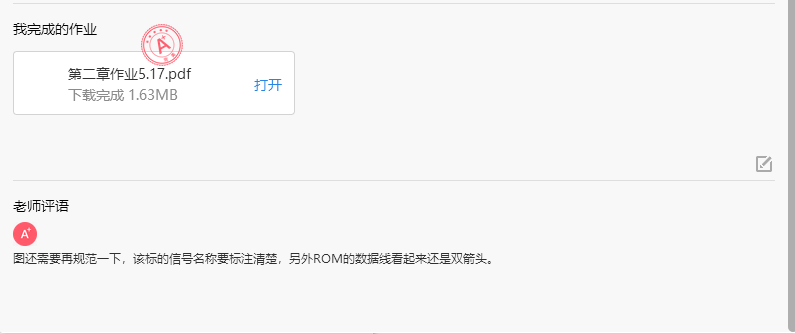 我完成的作业
A
第二章作业5.17.pdf
下载完成 1.63MB
打开
老师评语
A+
图还需要再规范一下，该标的信号名称要标注清楚，另外ROM的数据线看起来还是双箭头。